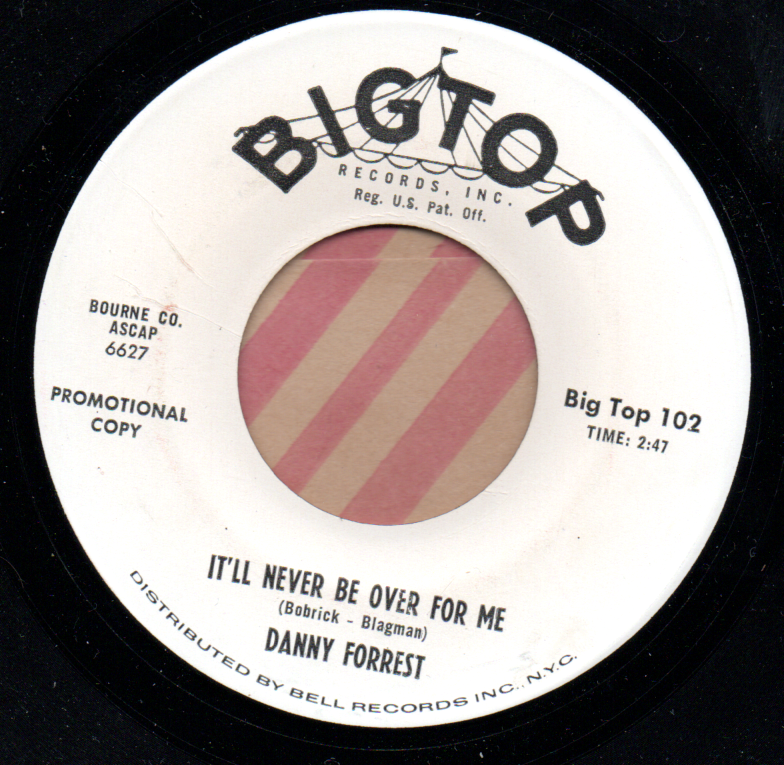 BIGTOP
RECORDS, INC.
Reg. U.S. Pat. Off.
BOURNE CO.
ASCAP
6627
PROMOTIONAL
COPY
Big Top 102
TIME: 2:47
IT'LL NEVER BE OVER FOR ME
(Bobrick - Blagman)
DANNY FORREST
DISTRIBUTED BY BELL RECORDS INC., N.Y.C.